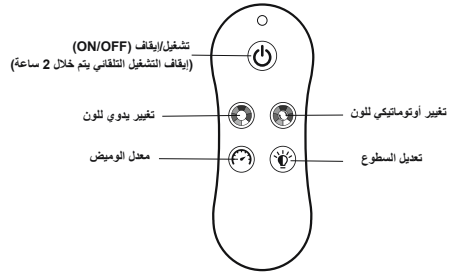 تشغيل/إيقاف (ON/OFF)
(إيقاف التشغيل التلقائي يتم خلال 2 ساعة)
تغيير أوتوماتيكي للون
تغيير يدوي للون
تعديل السطوع
معدل الوميض